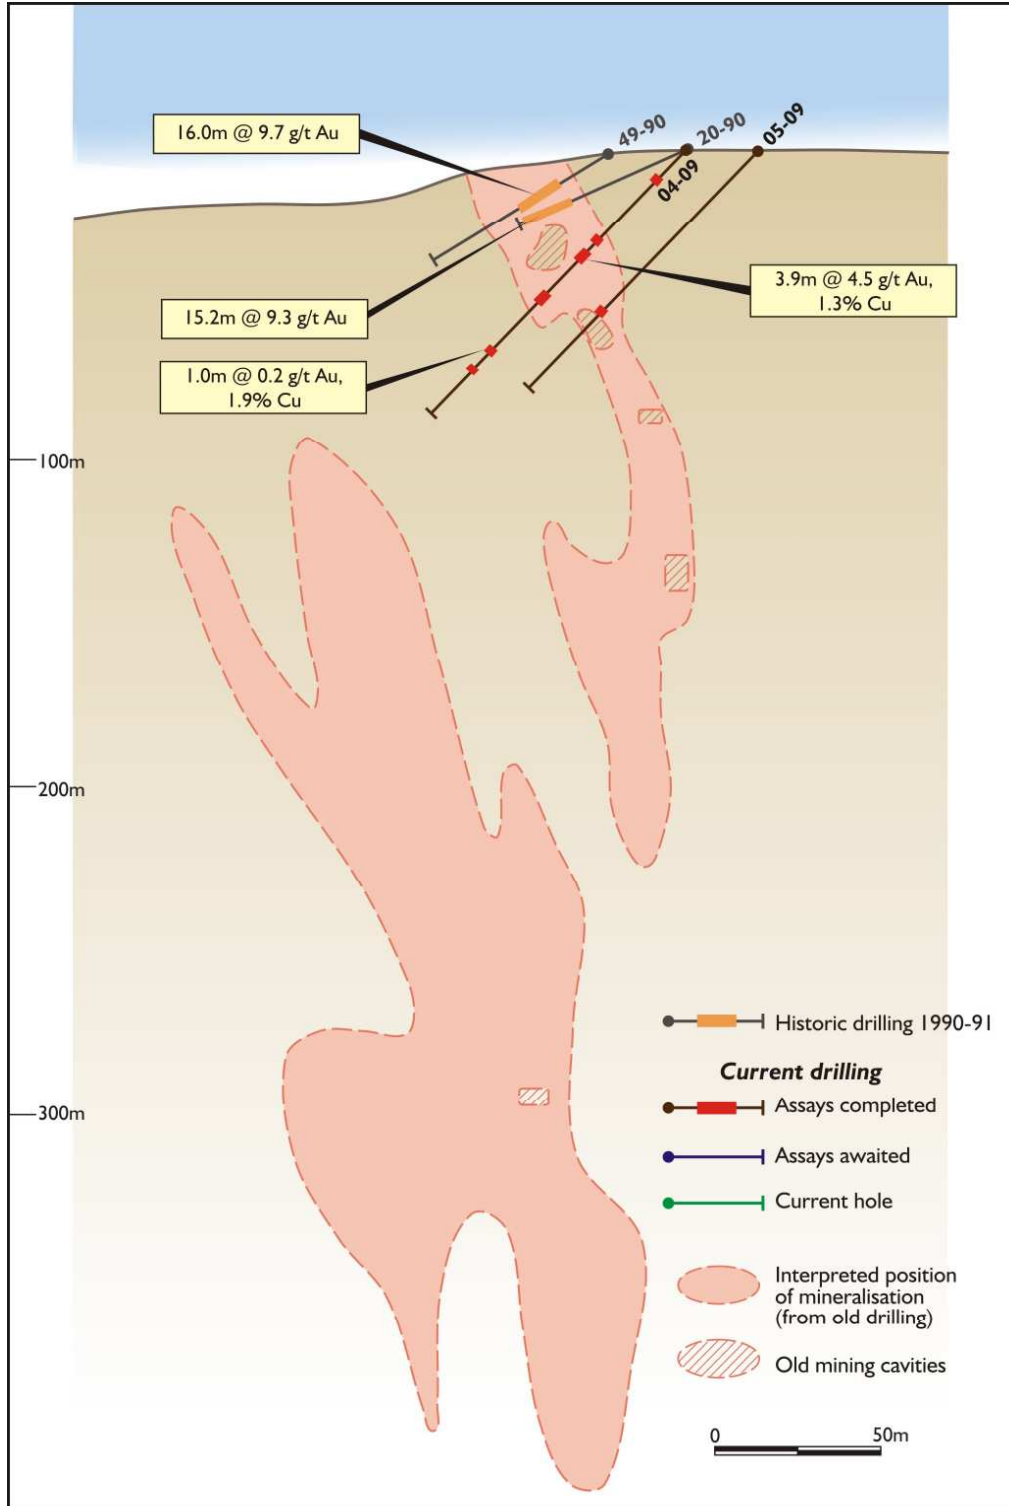 49-90
20-90
05-09
04-09
16.0m @ 9.7 g/t Au
15.2m @ 9.3 g/t Au
1.0m @ 0.2 g/t Au,
1.9% Cu
3.9m @ 4.5 g/t Au,
1.3% Cu
100m
200m
300m
Historic drilling 1990-91
Current drilling
Assays completed
Assays awaited
Current hole
Interpreted position
of mineralisation
(from old drilling)
Old mining cavities
0
50m